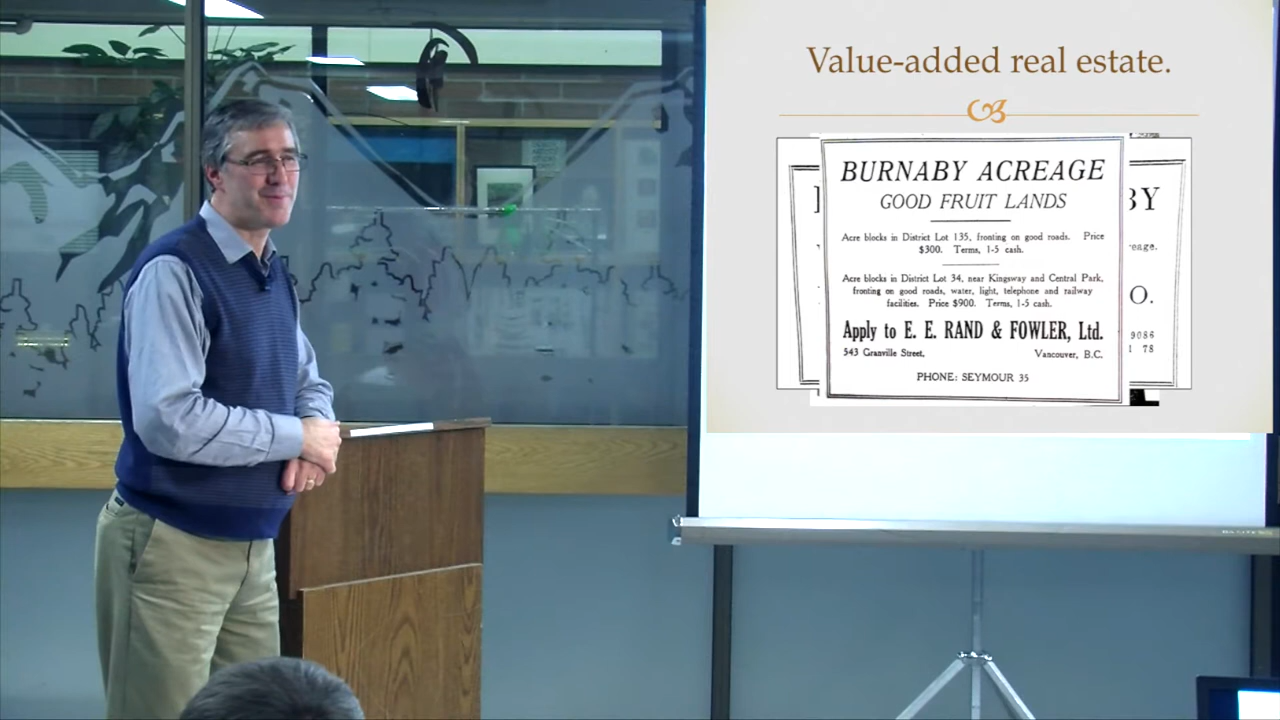 Value-added real estate.
BURNABY ACREAGE
GOOD FRUIT LANDS
Acre blocks in District Lot 135, fronting on good roads. Price
$300. Terms, 1-5 cash.
Acre blocks in District Lot 34, near Kingsway and Central Park,
fronting on good roads, water, light, telephone and railway
facilities. Price $900. Terms, 1-5 cash.
Apply to E. E. RAND & FOWLER, Ltd.
543 Granville Street, Vancouver, B.C.
PHONE: SEYMOUR 35
BY
eage.
O.
9086
78